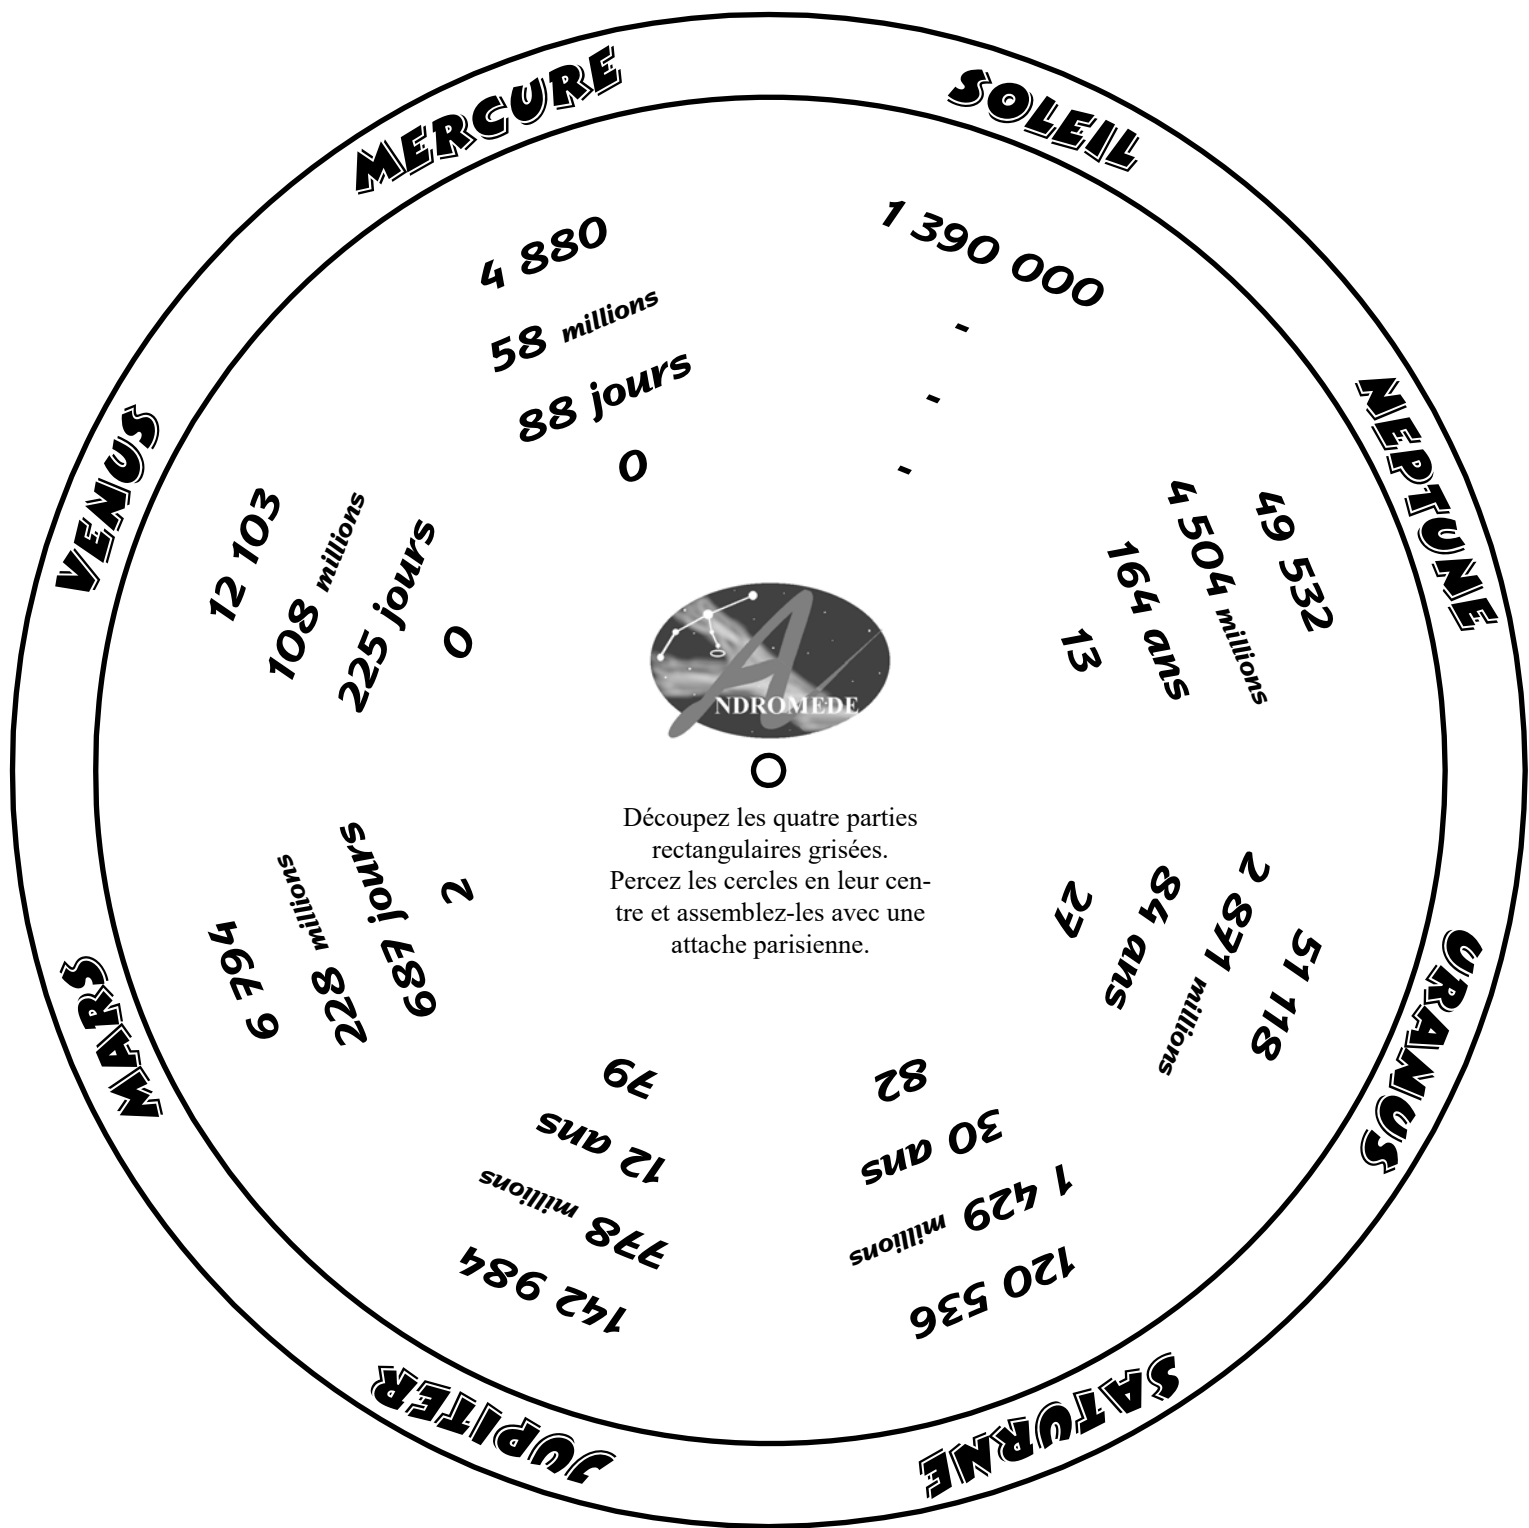 MERCURE
4 880
58 millions
88 jours
0
SOLEIL
1 390 000
-
-
-
NEPTUNE
49 532
4 504 millions
164 ans
13
URANUS
51 118
2 871 millions
84 ans
27
SATURNE
120 536
1 429 millions
30 ans
82
JUPITER
142 984
778 millions
12 ans
79
MARS
6 794
228 millions
687 jours
2
VENUS
12 103
108 millions
225 jours
0
ANDROMEDE
Découpez les quatre parties
rectangulaires grisées.
Percez les cercles en leur cen-
tre et assemblez-les avec une
attache parisienne.